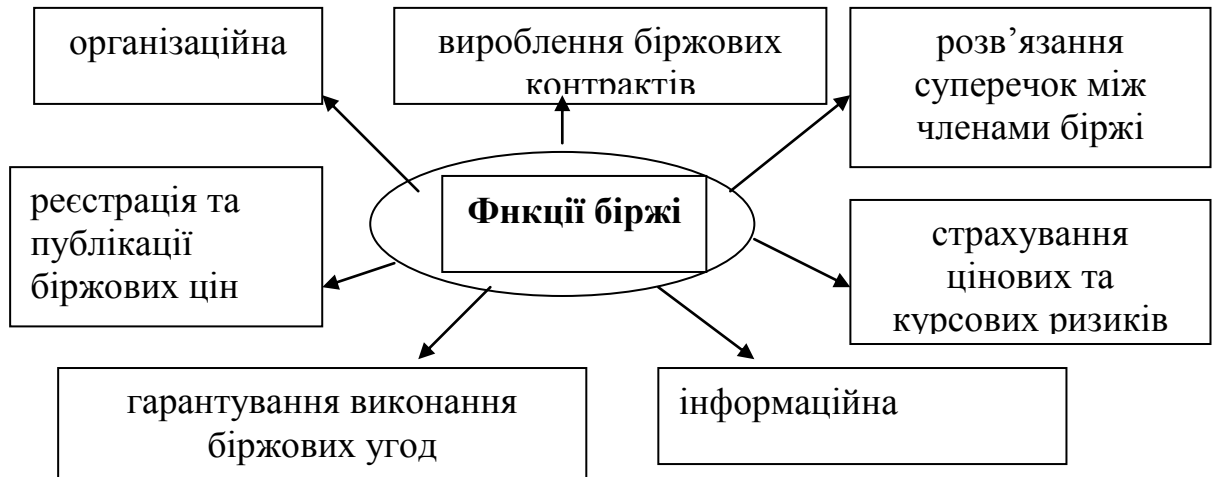 організаційна
вироблення біржових
контрактів
розв’язання
суперечок між
членами біржі
реєстрація та
публікації
біржових цін
Фнкції біржі
страхування
цінових та
курсових ризиків
гарантування виконання
біржових угод
інформаційна